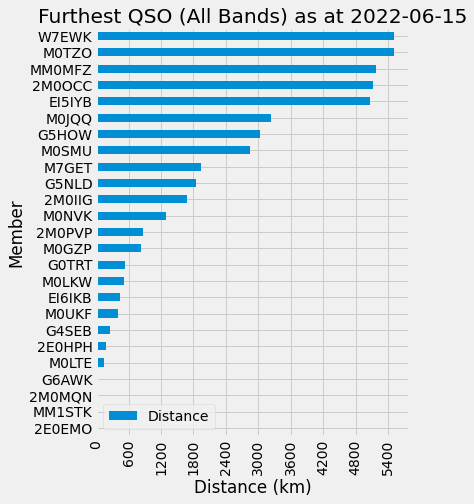 Furthest QSO (All Bands) as at 2022-06-15
W7EWK
M0TZO
MM0MFZ
2M0OCC
EI5IYB
M0JQQ
G5HOW
M0SMU
M7GET
G5NLD
2M0IIG
M0NVK
2M0PVP
M0GZP
G0TRT
M0LKW
EI6IKB
M0UKF
G4SEB
2E0HPH
M0LTE
G6AWK
2M0MQN
MM1STK
2E0EMO
Member
Distance
0 600 1200 1800 2400 3000 3600 4200 4800 5400
Distance (km)